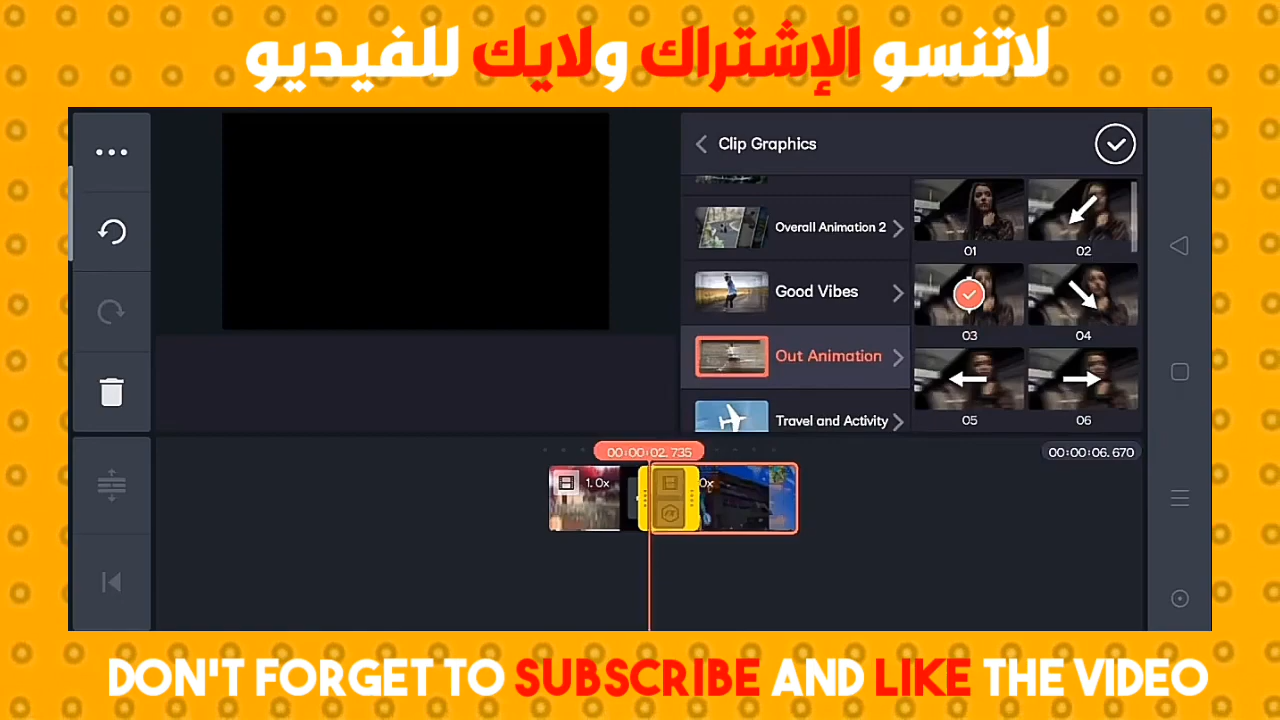 لاتنسو الإشتراك ولايك للفيديو
Clip Graphics
Overall Animation 2
01
02
Good Vibes
03
04
Out Animation
05
06
Travel and Activity
00:00:02.735
00:00:06.670
1.0x
0x
DON'T FORGET TO SUBSCRIBE AND LIKE THE VIDEO